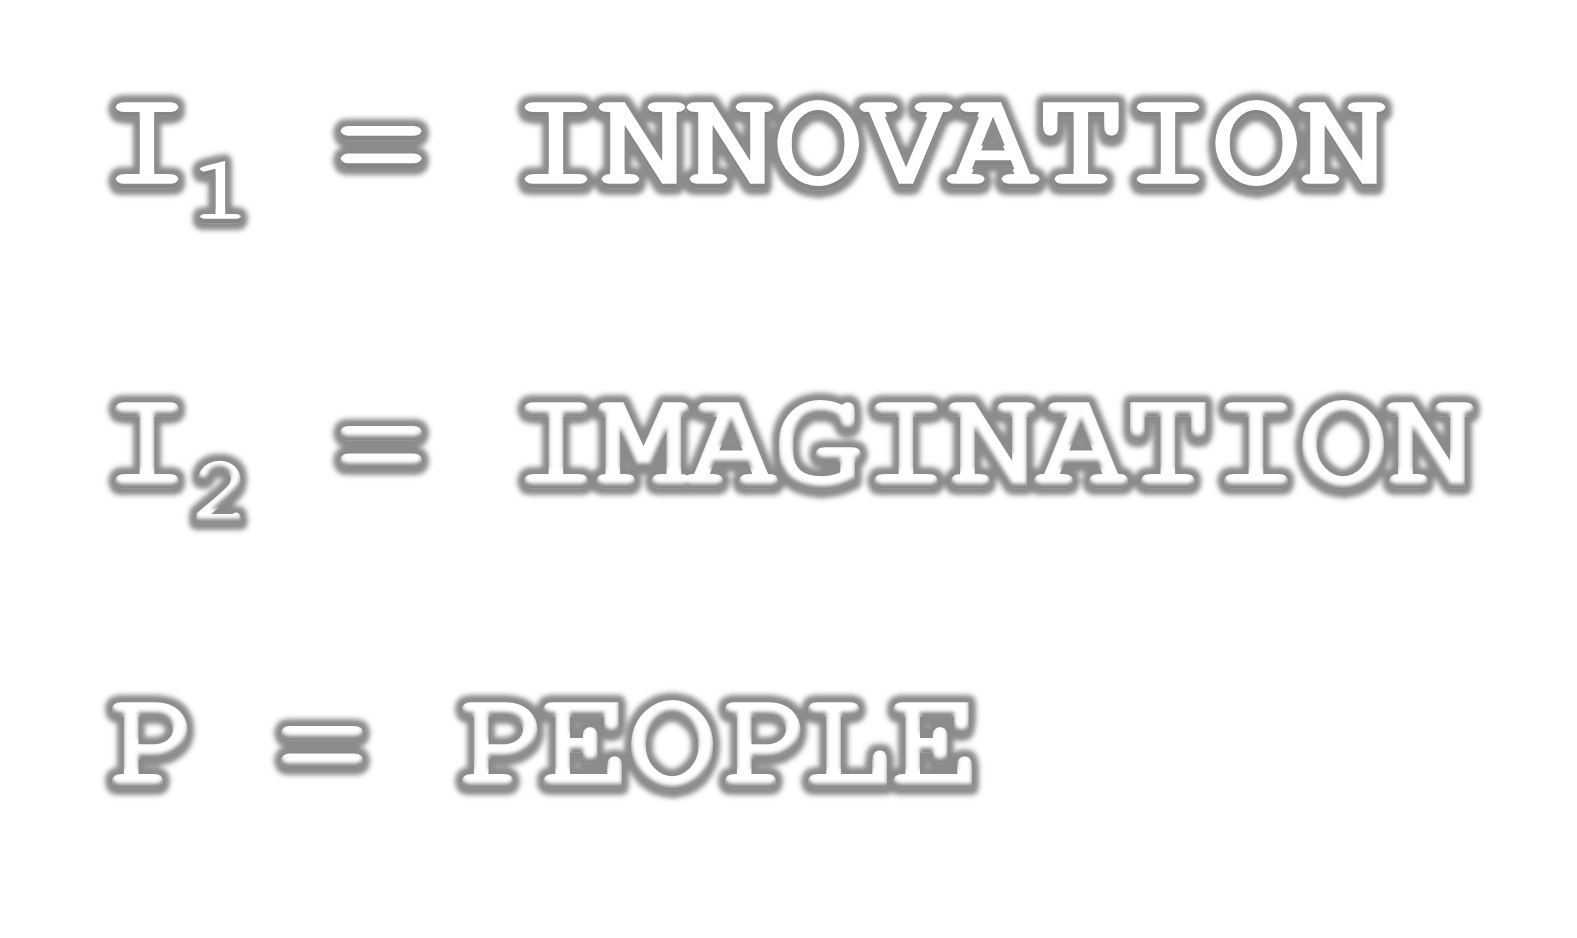 I₁ = INNOVATION
I₂ = IMAGINATION
P = PEOPLE